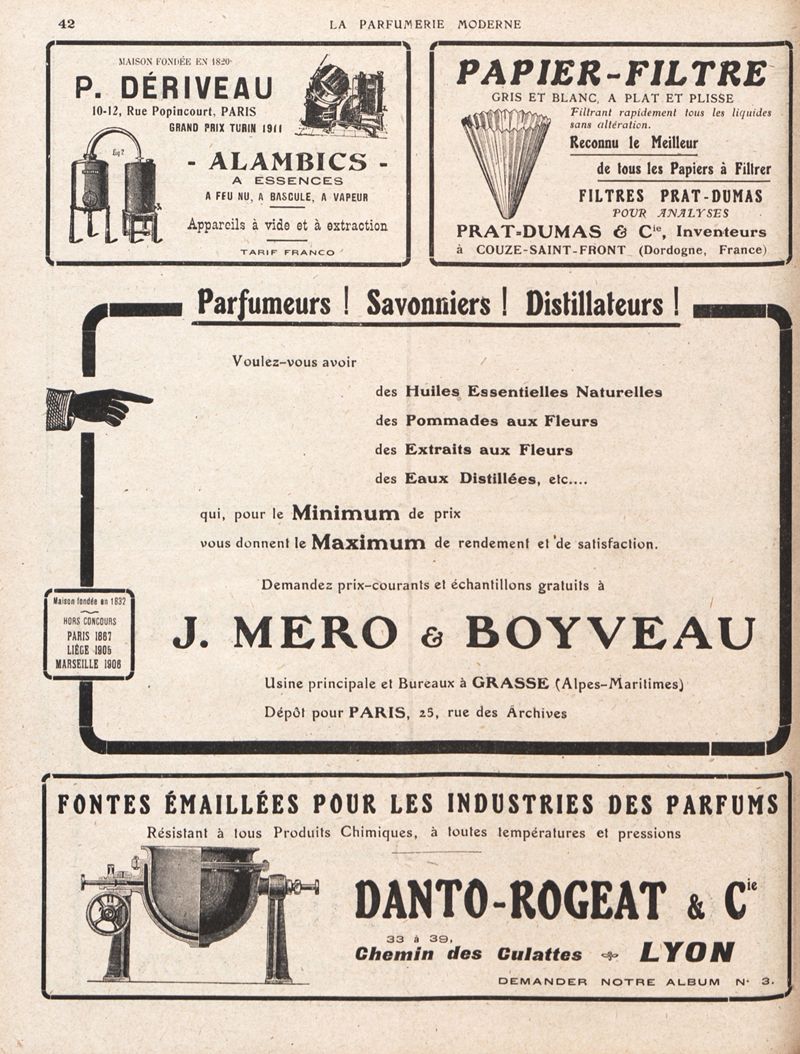 42
LA PARFUMERIE MODERNE
MAISON FONDÉE EN 1820
P. DÉRIVEAU
10-12, Rue Popincourt, PARIS
GRAND PRIX TURIN 1911
Fig 7
- ALAMBICS -
A ESSENCES
A FEU NU, A BASCULE, A VAPEUR
Appareils à vide et à extraction
TARIF FRANCO
PAPIER-FILTRE
GRIS ET BLANC, A PLAT ET PLISSE
Filtrant rapidement tous les liquides
sans altération.
Reconnu le Meilleur
de tous les Papiers à Filtrer
FILTRES PRAT-DUMAS
POUR ANALYSES
PRAT-DUMAS & Cie, Inventeurs
à COUZE-SAINT-FRONT (Dordogne, France)
Parfumeurs ! Savonniers ! Distillateurs !
Voulez-vous avoir
des Huiles Essentielles Naturelles
des Pommades aux Fleurs
des Extraits aux Fleurs
des Eaux Distillées, etc....
qui, pour le Minimum de prix
vous donnent le Maximum de rendement et de satisfaction.
Demandez prix-courants et échantillons gratuits à
Maison fondée en 1832
HORS CONCOURS
PARIS 1867
LIÈGE 1905
MARSEILLE 1906
J. MERO & BOYVEAU
Usine principale et Bureaux à GRASSE (Alpes-Maritimes)
Dépôt pour PARIS, 25, rue des Archives
FONTES ÉMAILLÉES POUR LES INDUSTRIES DES PARFUMS
Résistant à tous Produits Chimiques, à toutes températures et pressions
DANTO-ROGEAT & Cie
33 à 39,
Chemin des Culattes LYON
DEMANDER NOTRE ALBUM N· 3.